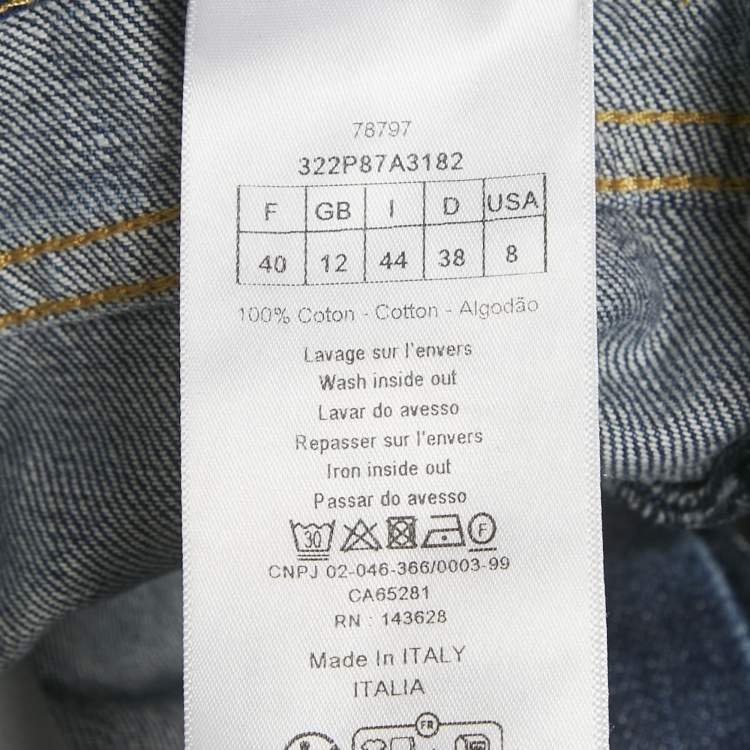 78797
322P87A3182
F GB I D USA
40 12 44 38 8
100% Coton - Cotton - Algodão
Lavage sur l'envers
Wash inside out
Lavar do avesso
Repasser sur l'envers
Iron inside out
Passar do avesso
30 F
CNPJ 02-046-366/0003-99
CA65281
RN : 143628
Made In ITALY
ITALIA
FR